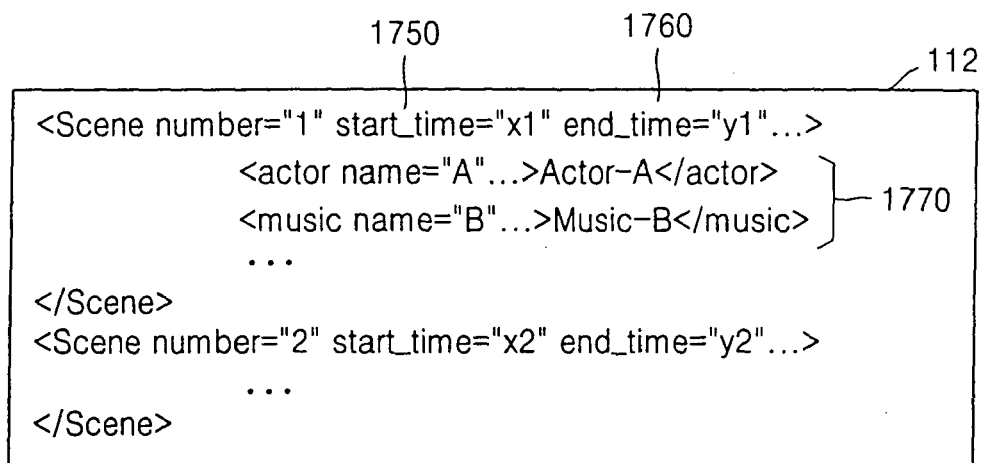 1750
1760
112
<Scene number="1" start_time="x1" end_time="y1"...>
<actor name="A"...>Actor-A</actor>
<music name="B"...>Music-B</music>
1770
...
</Scene>
<Scene number="2" start_time="x2" end_time="y2"...>
...
</Scene>